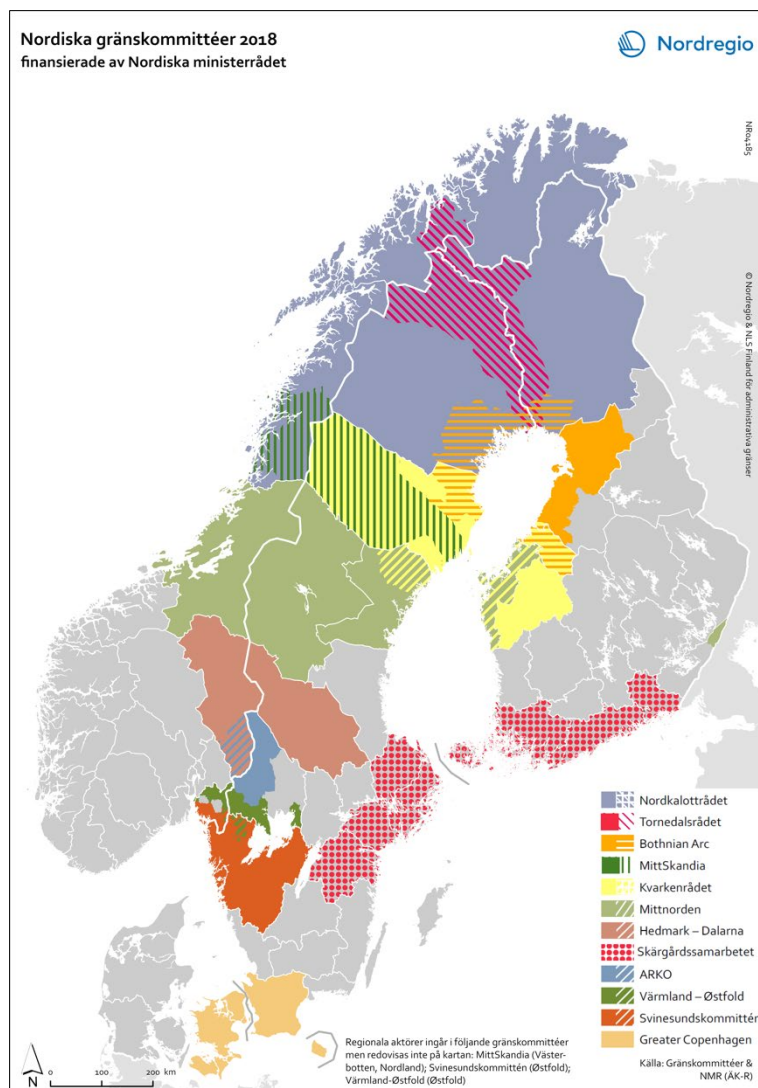 Nordiska gränskommittéer 2018
finansierade av Nordiska ministerrådet
Nordregio
NR04185
© Nordregio & NLS Finland för administrativa gränser
Nordkalottrådet
Tornedalsrådet
Bothnian Arc
MittSkandia
Kvarkenrådet
Mittnorden
Hedmark – Dalarna
Skärgårdssamarbetet
ARKO
Värmland – Østfold
Svinesundskommittén
Greater Copenhagen
Regionala aktörer ingår i följande gränskommittéer
men redovisas inte på kartan: MittSkandia (Väster-
botten, Nordland); Svinesundskommittén (Østfold);
Värmland-Østfold (Østfold)
Källa: Gränskommittéer &
NMR (ÄK-R)
N
0 100 200 km